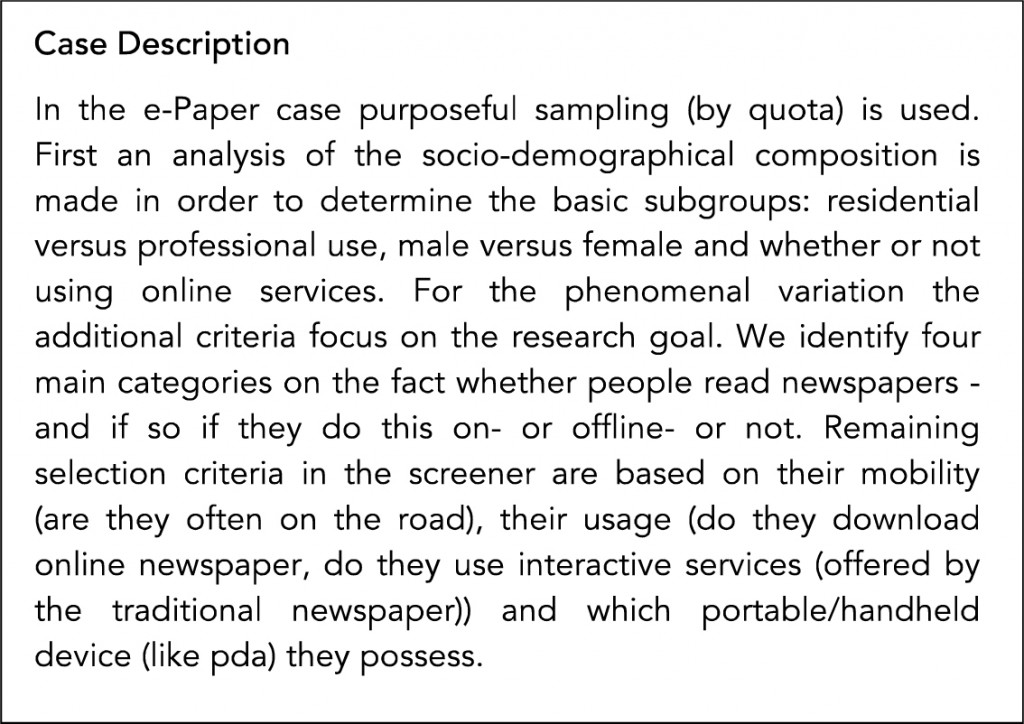 Case Description
In the e-Paper case purposeful sampling (by quota) is used.
First an analysis of the socio-demographical composition is
made in order to determine the basic subgroups: residential
versus professional use, male versus female and whether or not
using online services. For the phenomenal variation the
additional criteria focus on the research goal. We identify four
main categories on the fact whether people read newspapers -
and if so if they do this on- or offline- or not. Remaining
selection criteria in the screener are based on their mobility
(are they often on the road), their usage (do they download
online newspaper, do they use interactive services (offered by
the traditional newspaper)) and which portable/handheld
device (like pda) they possess.